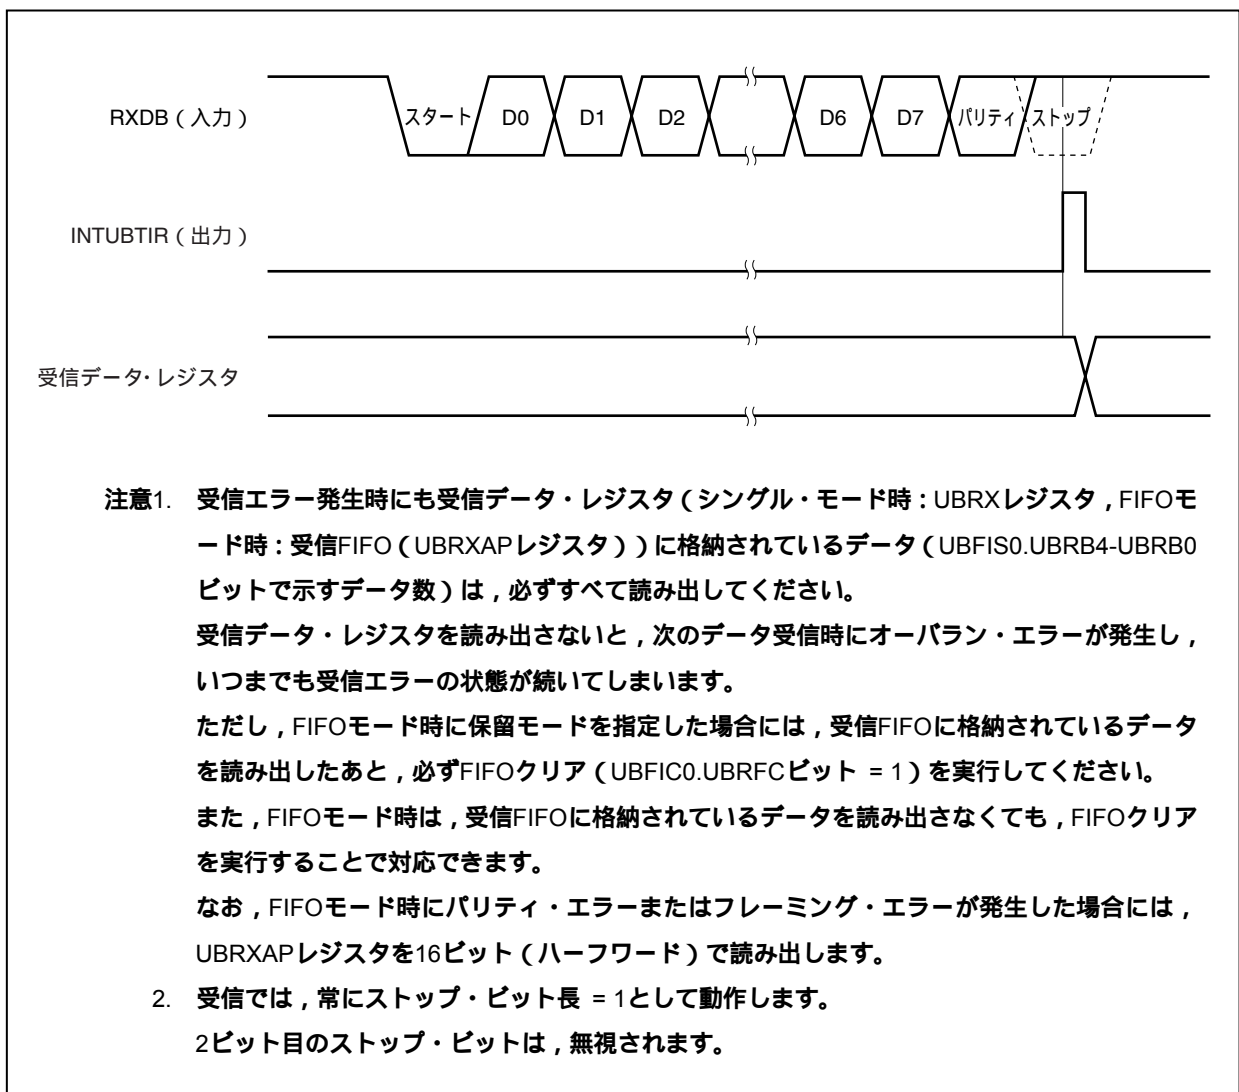 RXDB(入力)
スタート D0 D1 D2 D6 D7 パリティ ストップ
INTUBTIR(出力)
受信データ・レジスタ
注意1. 受信エラー発生時にも受信データ・レジスタ(シングル・モード時:UBRXレジスタ,FIFOモ
ード時:受信FIFO(UBRXAPレジスタ))に格納されているデータ(UBFIS0.UBRB4-UBRB0
ビットで示すデータ数)は,必ずすべて読み出してください。
受信データ・レジスタを読み出さないと,次のデータ受信時にオーバラン・エラーが発生し,
いつまでも受信エラーの状態が続いてしまいます。
ただし,FIFOモード時に保留モードを指定した場合には,受信FIFOに格納されているデータ
を読み出したあと,必ずFIFOクリア(UBFIC0.UBRFCビット = 1)を実行してください。
また,FIFOモード時は,受信FIFOに格納されているデータを読み出さなくても,FIFOクリア
を実行することで対応できます。
なお,FIFOモード時にパリティ・エラーまたはフレーミング・エラーが発生した場合には,
UBRXAPレジスタを16ビット(ハーフワード)で読み出します。
2. 受信では,常にストップ・ビット長 = 1として動作します。
2ビット目のストップ・ビットは,無視されます。